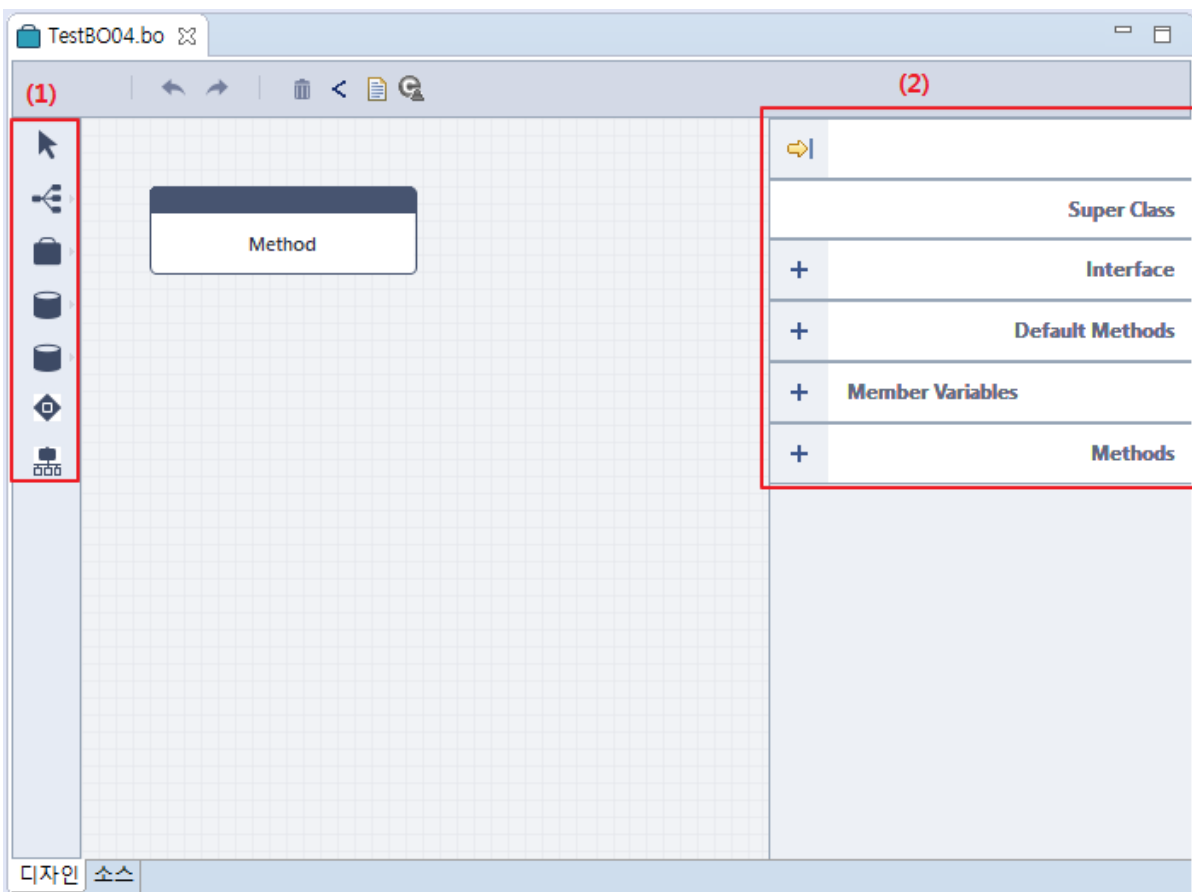 TestBO04.bo
(1)
(2)
Super Class
Method
Interface
Default Methods
Member Variables
Methods
디자인 소스